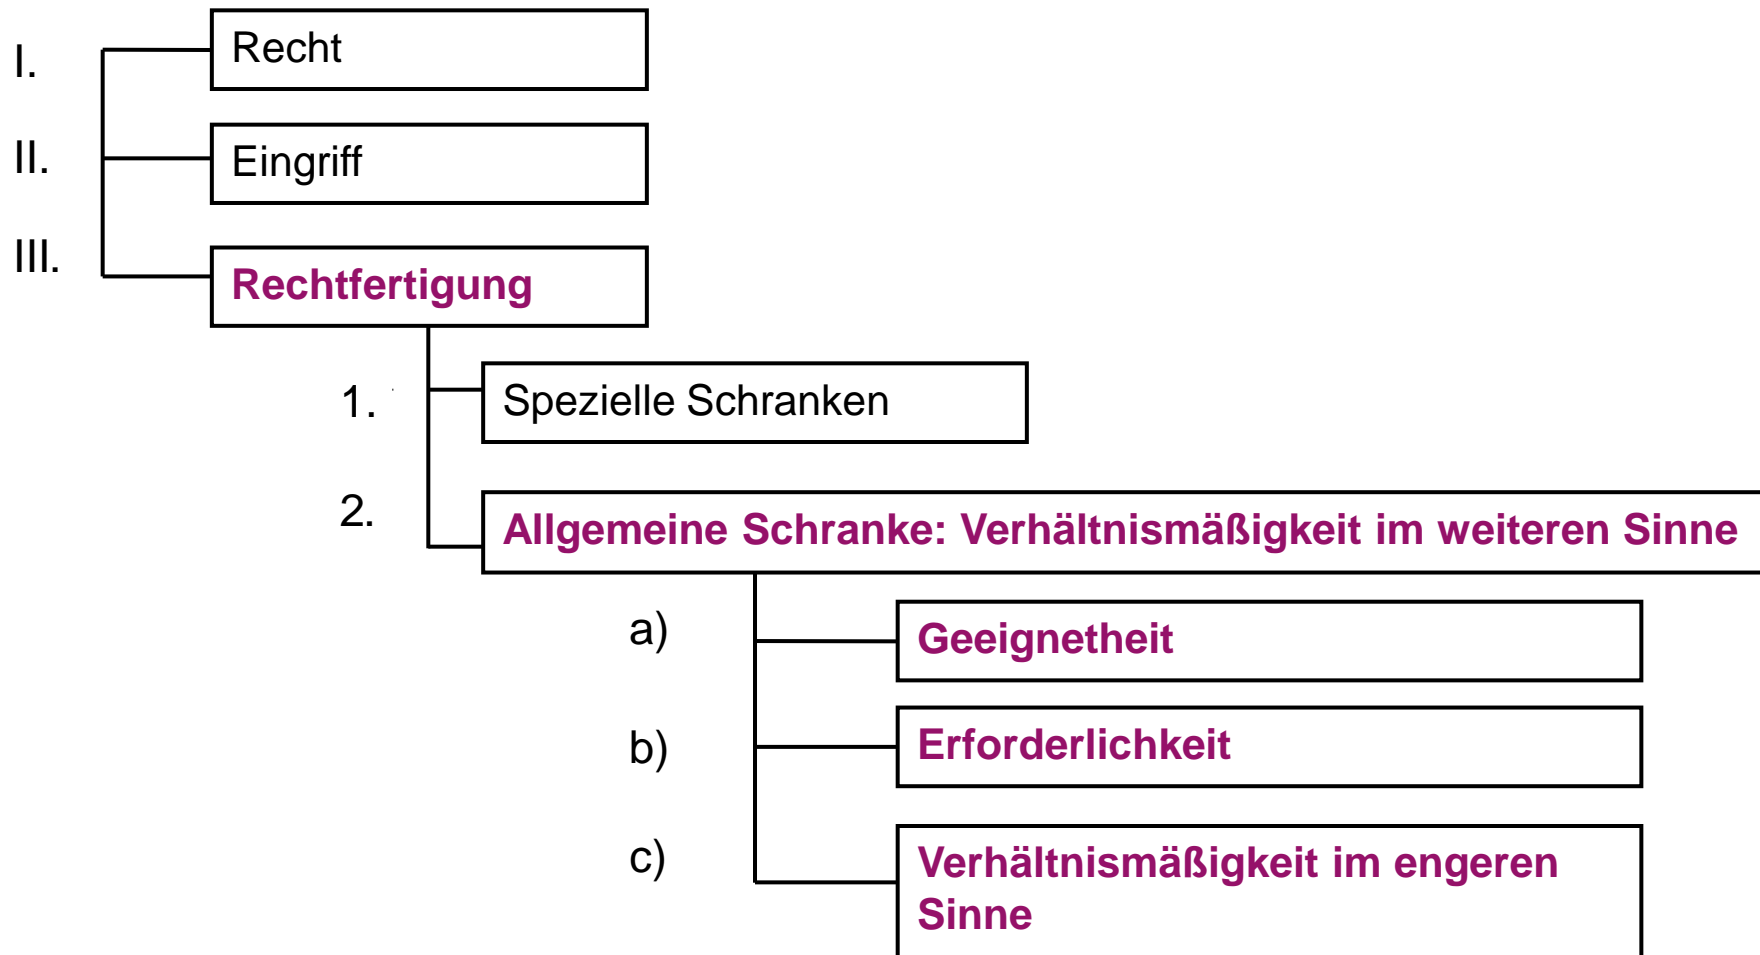 I.
Recht
II.
Eingriff
III.
Rechtfertigung
1.
Spezielle Schranken
2.
Allgemeine Schranke: Verhältnismäßigkeit im weiteren Sinne
a)
Geeignetheit
b)
Erforderlichkeit
c)
Verhältnismäßigkeit im engeren
Sinne